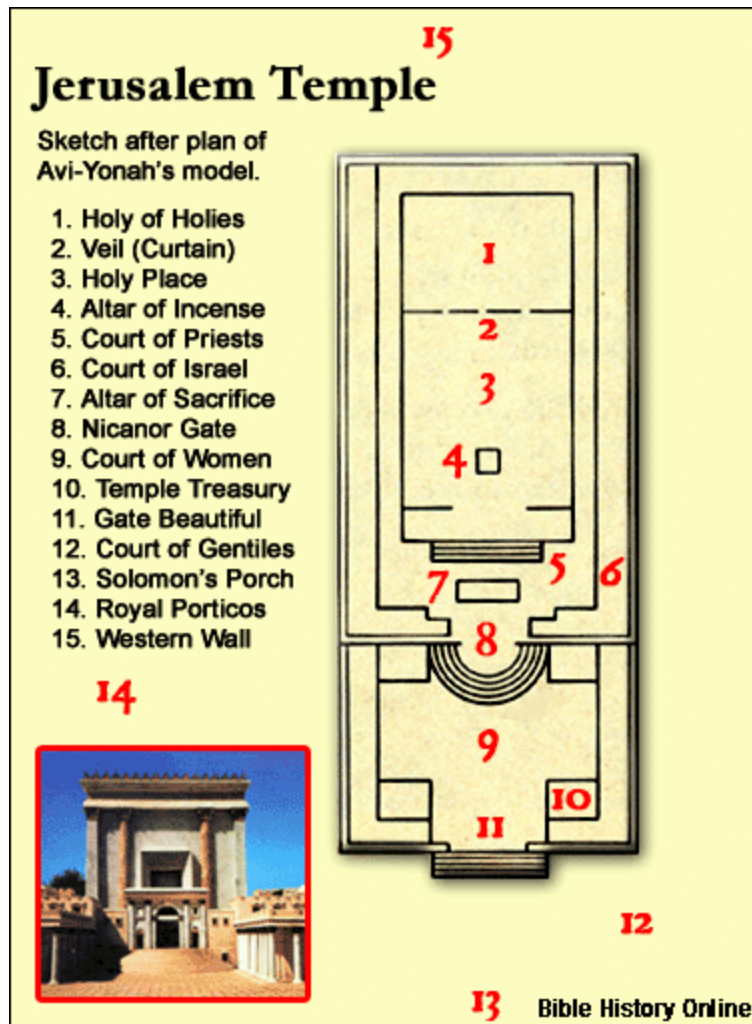 15
Jerusalem Temple
Sketch after plan of
Avi-Yonah's model.
1. Holy of Holies
2. Veil (Curtain)
3. Holy Place
4. Altar of Incense
5. Court of Priests
6. Court of Israel
7. Altar of Sacrifice
8. Nicanor Gate
9. Court of Women
10. Temple Treasury
11. Gate Beautiful
12. Court of Gentiles
13. Solomon's Porch
14. Royal Porticos
15. Western Wall
1
2
3
4
5
6
7
8
14
9
10
11
12
13
Bible History Online